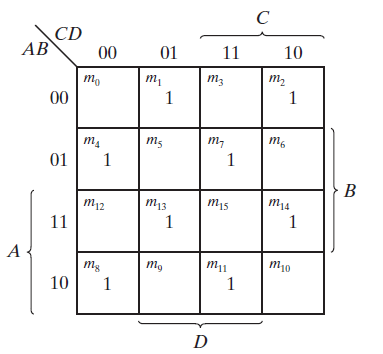 C
CD
AB
00 01 11 10
m0 m1 m3 m2
00 1 1
m4 m5 m7 m6
01 1 1
B
m12 m13 m15 m14
11 1 1
A
m8 m9 m11 m10
10 1 1
D